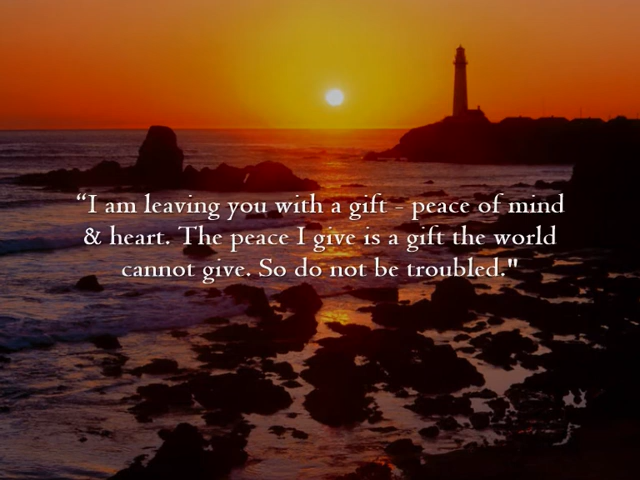 “I am leaving you with a gift - peace of mind
& heart. The peace I give is a gift the world
cannot give. So do not be troubled."